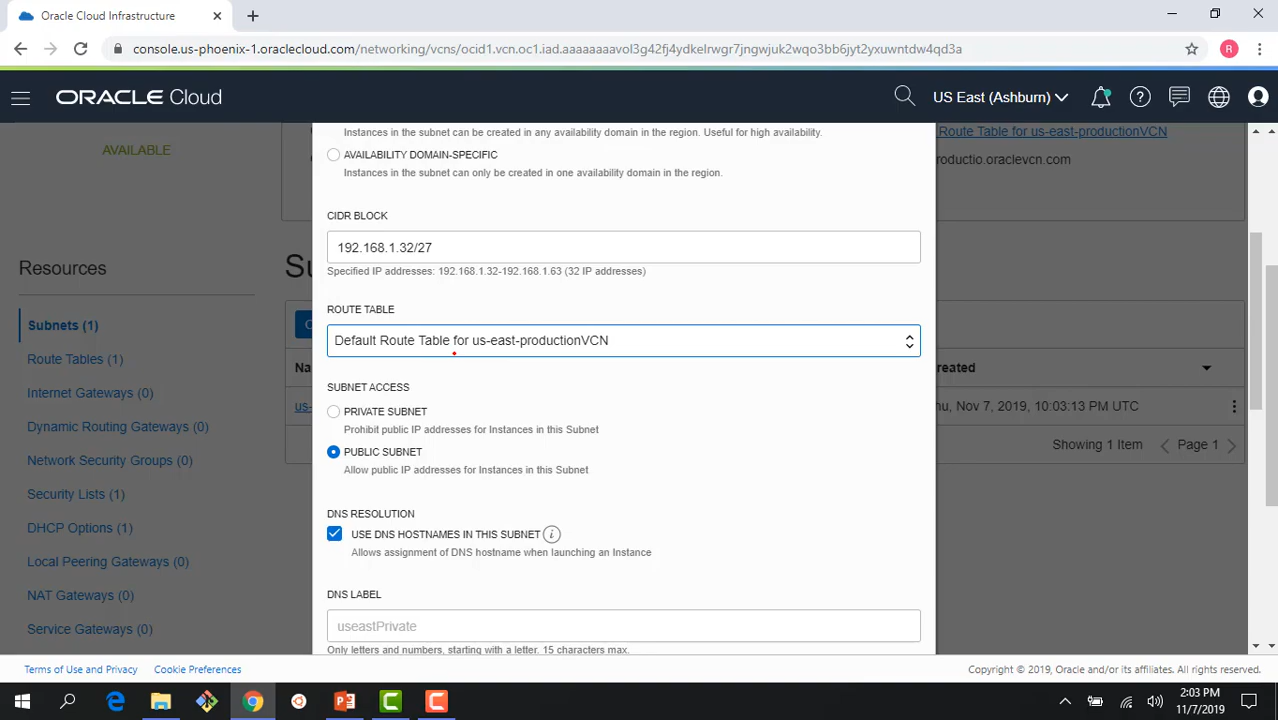 Oracle Cloud Infrastructure
console.us-phoenix-1.oraclecloud.com/networking/vcns/ocid1.vcn.oc1.iad.aaaaaaaavol3g42fj4ydkelrwgr7jngwjuk2wqo3bb6jyt2yxuwntdw4qd3a
R
ORACLE Cloud
US East (Ashburn)
AVAILABLE
Instances in the subnet can be created in any availability domain in the region. Useful for high availability.
Route Table for us-east-productionVCN
AVAILABILITY DOMAIN-SPECIFIC
productio.oraclevcn.com
Instances in the subnet can only be created in one availability domain in the region.
CIDR BLOCK
192.168.1.32/27
Specified IP addresses: 192.168.1.32-192.168.1.63 (32 IP addresses)
ROUTE TABLE
Default Route Table for us-east-productionVCN
SUBNET ACCESS
PRIVATE SUBNET
Prohibit public IP addresses for Instances in this Subnet
PUBLIC SUBNET
Allow public IP addresses for Instances in this Subnet
DNS RESOLUTION
USE DNS HOSTNAMES IN THIS SUBNET
Allows assignment of DNS hostname when launching an Instance
DNS LABEL
useastPrivate
Only letters and numbers, starting with a letter. 15 characters max.
Resources
Subnets (1)
Route Tables (1)
Internet Gateways (0)
Dynamic Routing Gateways (0)
Network Security Groups (0)
Security Lists (1)
DHCP Options (1)
Local Peering Gateways (0)
NAT Gateways (0)
Service Gateways (0)
Su
C
Na
reated
us-
hu, Nov 7, 2019, 10:03:13 PM UTC
Showing 1 Item
Page 1
Terms of Use and Privacy
Cookie Preferences
Copyright © 2019, Oracle and/or its affiliates. All rights reserved.
2:03 PM
11/7/2019